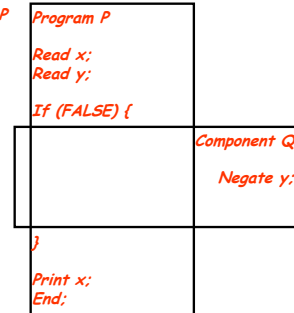 P
Program P
Read x;
Read y;
If (FALSE) {
Component Q
Negate y;
}
Print x;
End;